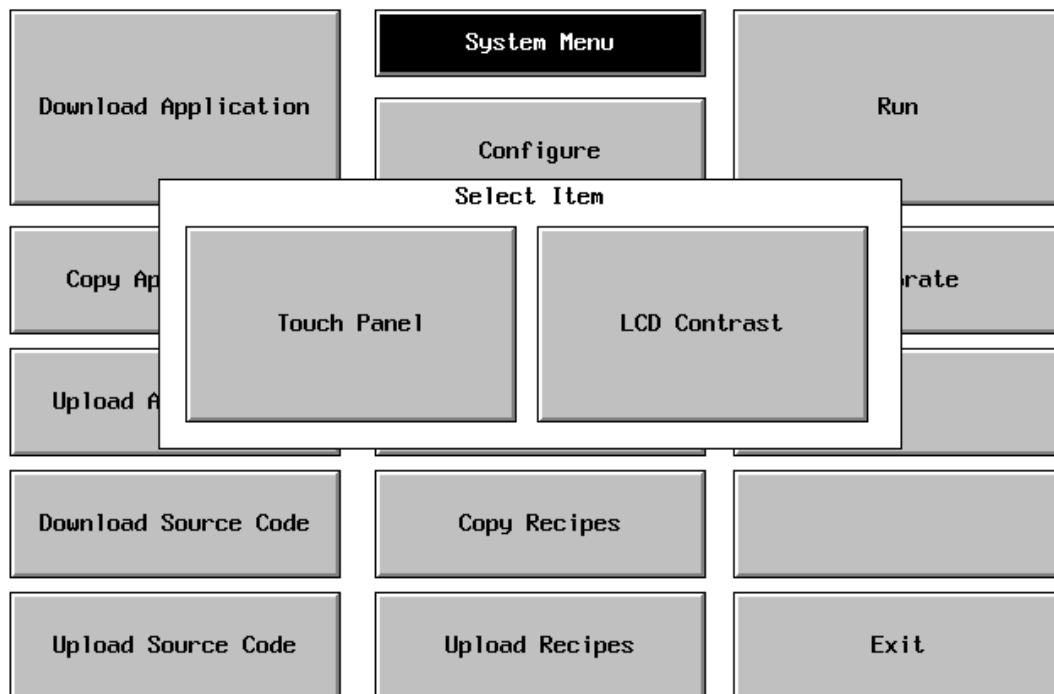 System Menu
Download Application
Run
Configure
Select Item
Copy Ap
rate
Touch Panel
LCD Contrast
Upload A
Download Source Code
Copy Recipes
Upload Source Code
Upload Recipes
Exit